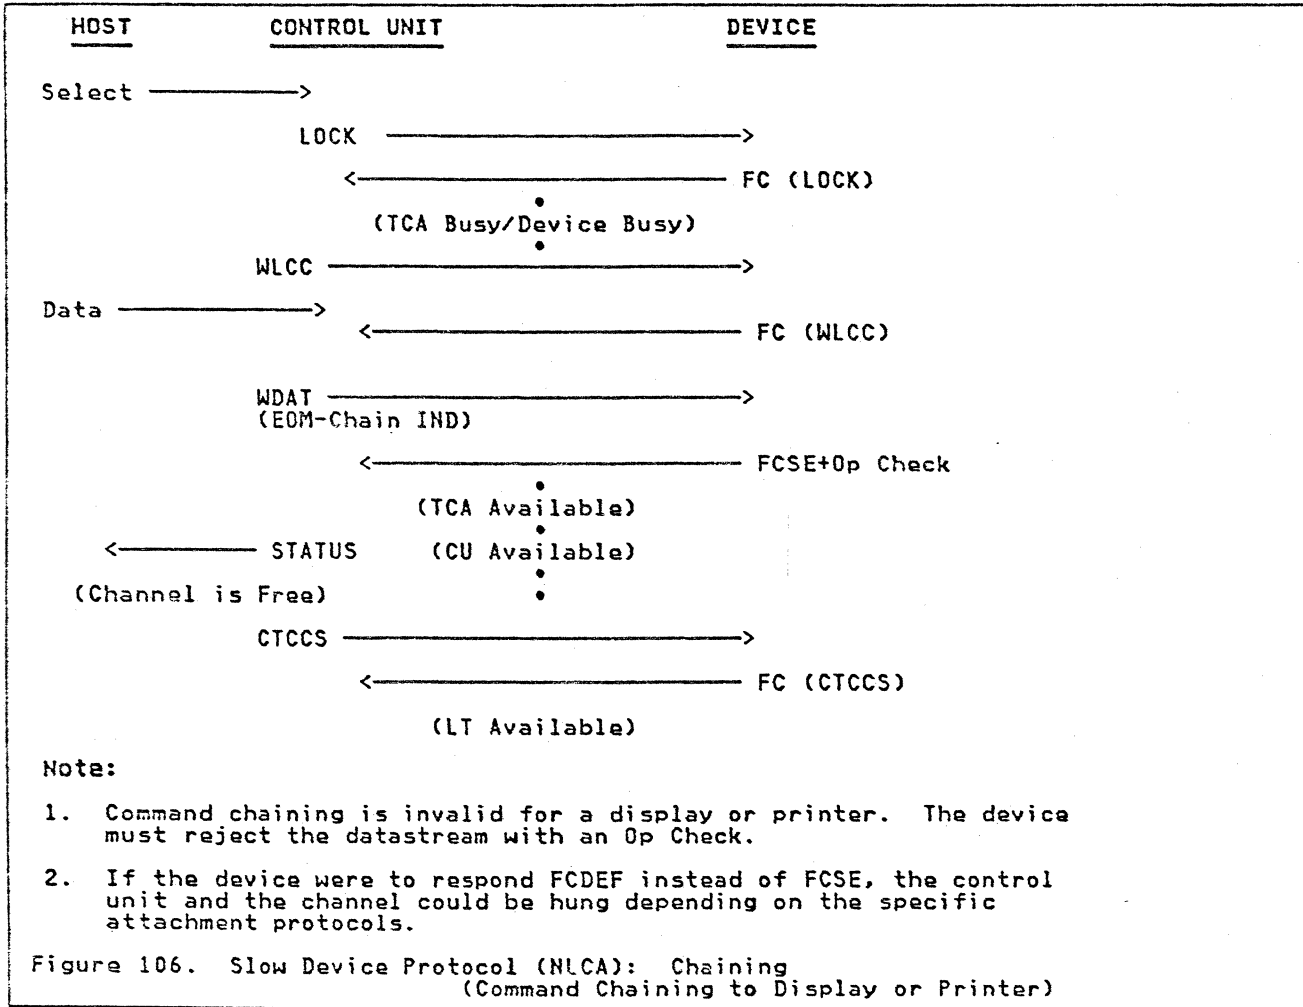 HOST CONTROL UNIT DEVICE
Select
LOCK
FC (LOCK)
(TCA Busy/Device Busy)
WLCC
Data
FC (WLCC)
WDAT
(EOM-Chain IND)
FCSE+Op Check
(TCA Available)
STATUS (CU Available)
(Channel is Free)
CTCCS
FC (CTCCS)
(LT Available)
Note:
1. Command chaining is invalid for a display or printer. The device
must reject the datastream with an Op Check.
2. If the device were to respond FCDEF instead of FCSE, the control
unit and the channel could be hung depending on the specific
attachment protocols.
Figure 106. Slow Device Protocol (NLCA): Chaining
(Command Chaining to Display or Printer)